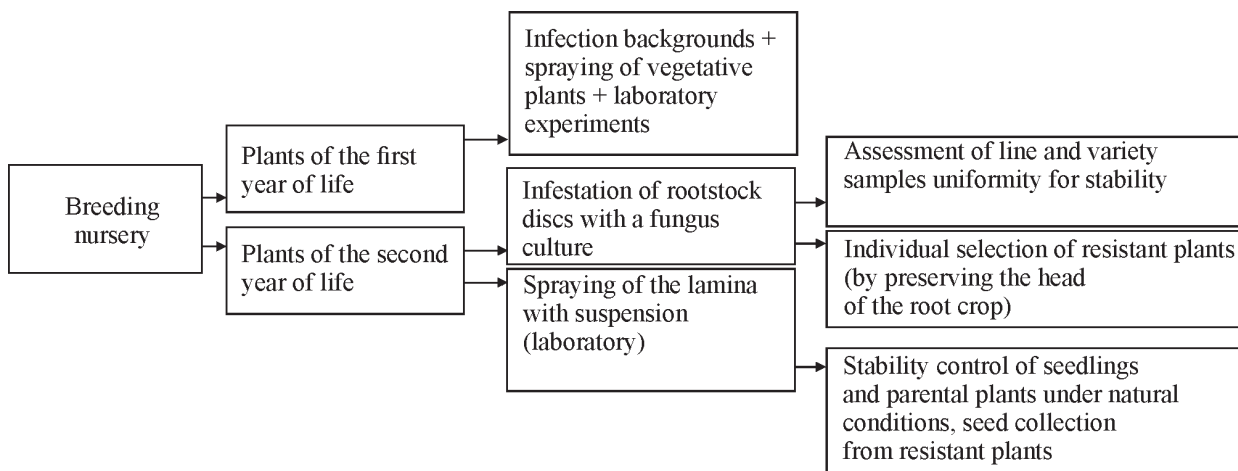 Breeding
nursery
Plants of the first
year of life
Plants of the second
year of life
Infection backgrounds +
spraying of vegetative
plants + laboratory
experiments
Infestation of rootstock
discs with a fungus
culture
Spraying of the lamina
with suspension
(laboratory)
Assessment of line and variety
samples uniformity for stability
Individual selection of resistant plants
(by preserving the head
of the root crop)
Stability control of seedlings
and parental plants under natural
conditions, seed collection
from resistant plants